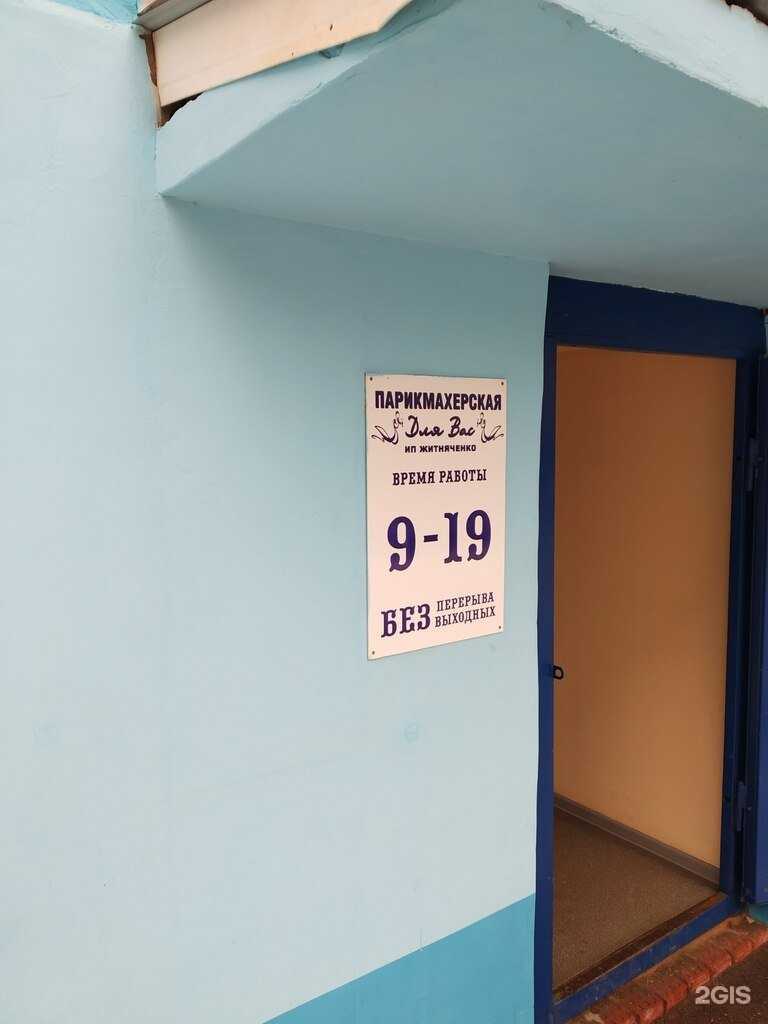 ПАРИКМАХЕРСКАЯ
Для Вас
ИП ЖИТНЯЧЕНКО
ВРЕМЯ РАБОТЫ
9-19
БЕЗ ПЕРЕРЫВА
ВЫХОДНЫХ
2GIS